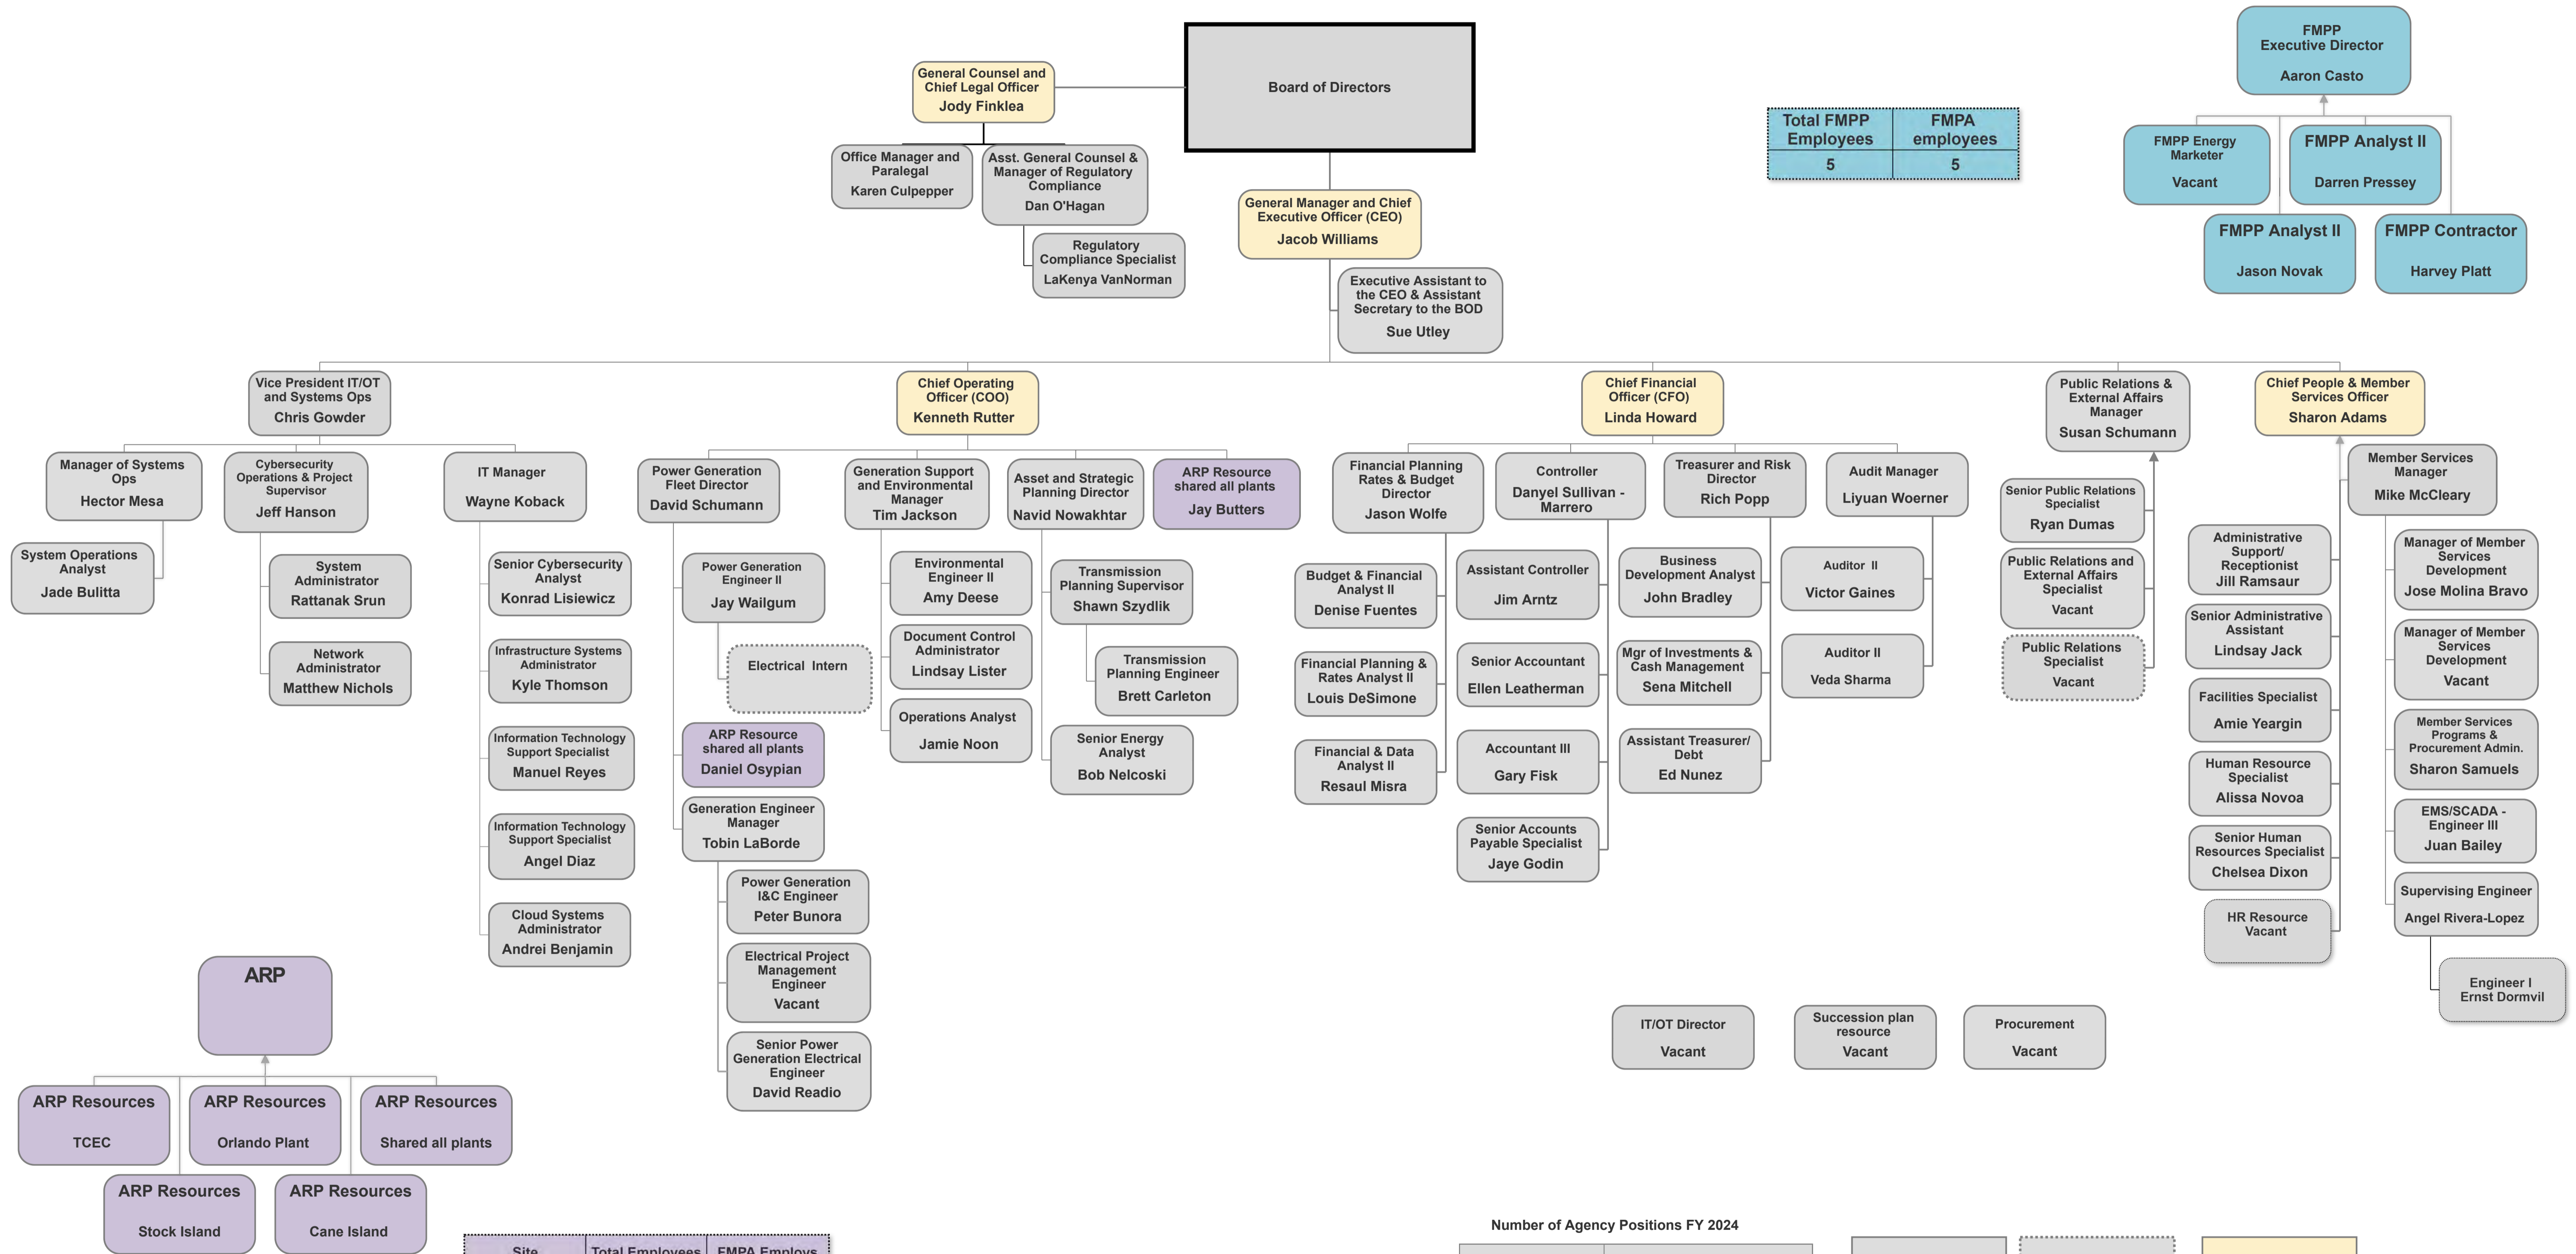 FMPP
Executive Director
Aaron Casto
Board of Directors
General Counsel and
Chief Legal Officer
Jody Finklea
Total FMPP
Employees
FMPA
employees
5
5
FMPP Energy
Marketer
Vacant
FMPP Analyst II
Darren Pressey
FMPP Analyst II
Jason Novak
FMPP Contractor
Harvey Platt
Office Manager and
Paralegal
Karen Culpepper
Asst. General Counsel &
Manager of Regulatory
Compliance
Dan O'Hagan
Regulatory
Compliance Specialist
LaKenya VanNorman
General Manager and Chief
Executive Officer (CEO)
Jacob Williams
Executive Assistant to
the CEO & Assistant
Secretary to the BOD
Sue Utley
Vice President IT/OT
and Systems Ops
Chris Gowder
Chief Operating
Officer (COO)
Kenneth Rutter
Chief Financial
Officer (CFO)
Linda Howard
Public Relations &
External Affairs
Manager
Susan Schumann
Chief People & Member
Services Officer
Sharon Adams
Manager of Systems
Ops
Hector Mesa
System Operations
Analyst
Jade Bulitta
Cybersecurity
Operations & Project
Supervisor
Jeff Hanson
System
Administrator
Rattanak Srun
Network
Administrator
Matthew Nichols
IT Manager
Wayne Koback
Senior Cybersecurity
Analyst
Konrad Lisiewicz
Infrastructure Systems
Administrator
Kyle Thomson
Information Technology
Support Specialist
Manuel Reyes
Information Technology
Support Specialist
Angel Diaz
Cloud Systems
Administrator
Andrei Benjamin
Power Generation
Fleet Director
David Schumann
Power Generation
Engineer II
Jay Wailgum
Electrical  Intern
ARP Resource
shared all plants
Daniel Osypian
Generation Engineer
Manager
Tobin LaBorde
Power Generation
I&C Engineer
Peter Bunora
Electrical Project
Management
Engineer
Vacant
Senior Power
Generation Electrical
Engineer
David Readio
Generation Support
and Environmental
Manager
Tim Jackson
Environmental
Engineer II
Amy Deese
Document Control
Administrator
Lindsay Lister
Operations Analyst
Jamie Noon
Asset and Strategic
Planning Director
Navid Nowakhtar
Transmission
Planning Supervisor
Shawn Szydlik
Transmission
Planning Engineer
Brett Carleton
Senior Energy
Analyst
Bob Nelcoski
ARP Resource
shared all plants
Jay Butters
Financial Planning
Rates & Budget
Director
Jason Wolfe
Budget & Financial
Analyst II
Denise Fuentes
Financial Planning &
Rates Analyst II
Louis DeSimone
Financial & Data
Analyst II
Resaul Misra
Controller
Danyel Sullivan -
Marrero
Assistant Controller
Jim Arntz
Senior Accountant
Ellen Leatherman
Accountant III
Gary Fisk
Senior Accounts
Payable Specialist
Jaye Godin
Treasurer and Risk
Director
Rich Popp
Business
Development Analyst
John Bradley
Mgr of Investments &
Cash Management
Sena Mitchell
Assistant Treasurer/
Debt
Ed Nunez
Audit Manager
Liyuan Woerner
Auditor  II
Victor Gaines
Auditor II
Veda Sharma
Senior Public Relations
Specialist
Ryan Dumas
Public Relations and
External Affairs
Specialist
Vacant
Public Relations
Specialist
Vacant
Administrative
Support/
Receptionist
Jill Ramsaur
Senior Administrative
Assistant
Lindsay Jack
Facilities Specialist
Amie Yeargin
Human Resource
Specialist
Alissa Novoa
Senior Human
Resources Specialist
Chelsea Dixon
HR Resource
Vacant
Member Services
Manager
Mike McCleary
Manager of Member
Services
Development
Jose Molina Bravo
Manager of Member
Services
Development
Vacant
Member Services
Programs &
Procurement Admin.
Sharon Samuels
EMS/SCADA -
Engineer III
Juan Bailey
Supervising Engineer
Angel Rivera-Lopez
Engineer I
Ernst Dormvil
IT/OT Director
Vacant
Succession plan
resource
Vacant
Procurement
Vacant
ARP
ARP Resources
TCEC
ARP Resources
Orlando Plant
ARP Resources
Shared all plants
ARP Resources
Stock Island
ARP Resources
Cane Island
Site
Total Employees
FMPA Employs
Number of Agency Positions FY 2024